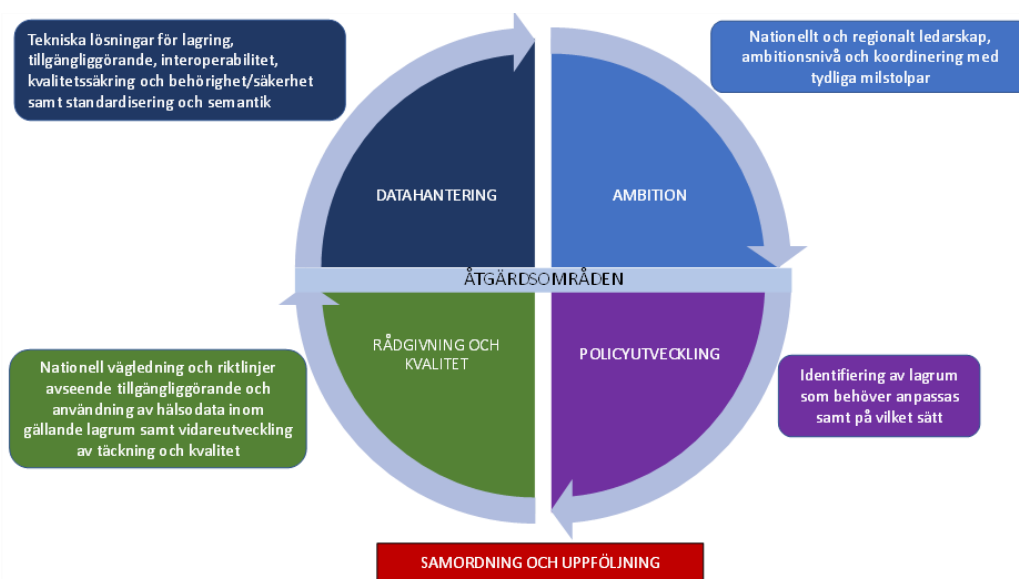 Tekniska lösningar för lagring,
tillgängliggörande, interoperabilitet,
kvalitetssäkring och behörighet/säkerhet
samt standardisering och semantik
Nationellt och regionalt ledarskap,
ambitionsnivå och koordinering med
tydliga milstolpar
DATAHANTERING
AMBITION
ÅTGÄRDSOMRÅDEN
RÅDGIVNING OCH
KVALITET
POLICYUTVECKLING
Nationell vägledning och riktlinjer
avseende tillgängliggörande och
användning av hälsodata inom
gällande lagrum samt vidareutveckling
av täckning och kvalitet
Identifiering av lagrum
som behöver anpassas
samt på vilket sätt
SAMORDNING OCH UPPFÖLJNING